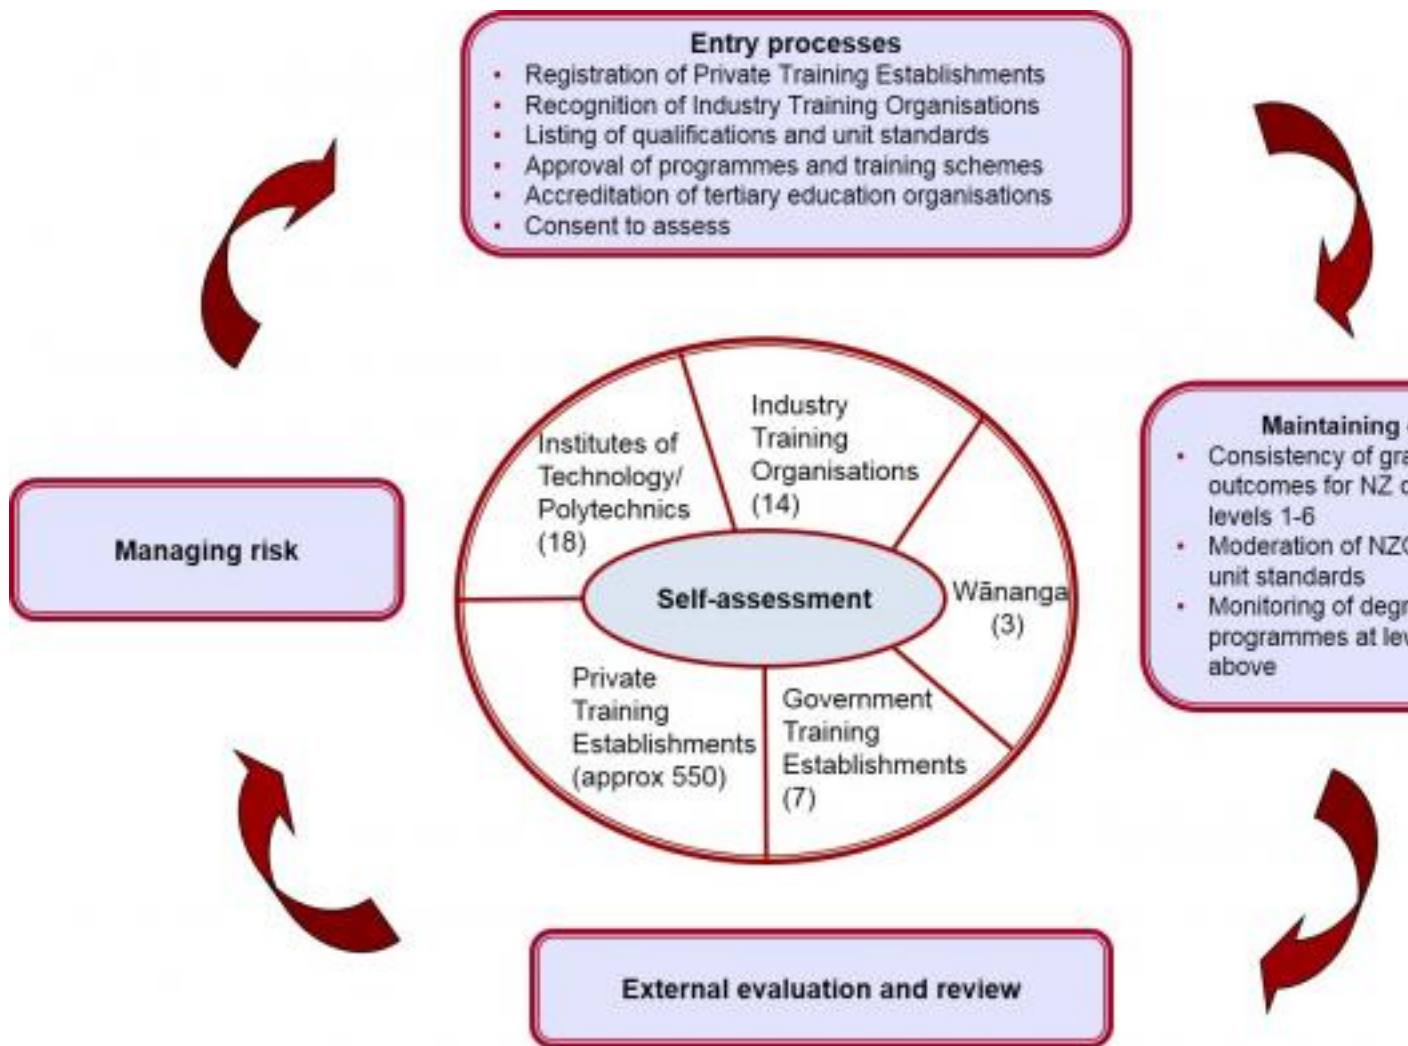 Entry processes
• Registration of Private Training Establishments
• Recognition of Industry Training Organisations
• Listing of qualifications and unit standards
• Approval of programmes and training schemes
• Accreditation of tertiary education organisations
• Consent to assess
Industry
Training
Organisations
(14)
Institutes of
Technology/
Polytechnics
(18)
Self-assessment
Wānanga
(3)
Private
Training
Establishments
(approx 550)
Government
Training
Establishments
(7)
Maintaining
• Consistency of
outcomes for NZ
levels 1-6
• Moderation of
unit standards
• Monitoring of
programmes at
above
External evaluation and review
Managing risk